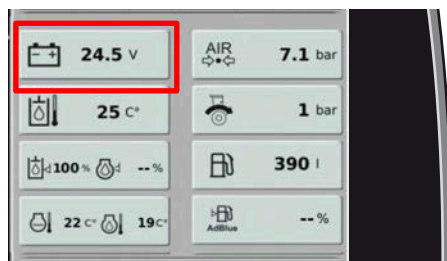 24.5 V
AIR
7.1 bar
25 C°
1 bar
100 % --%
390 l
22 C° 19C°
AdBlue
--%